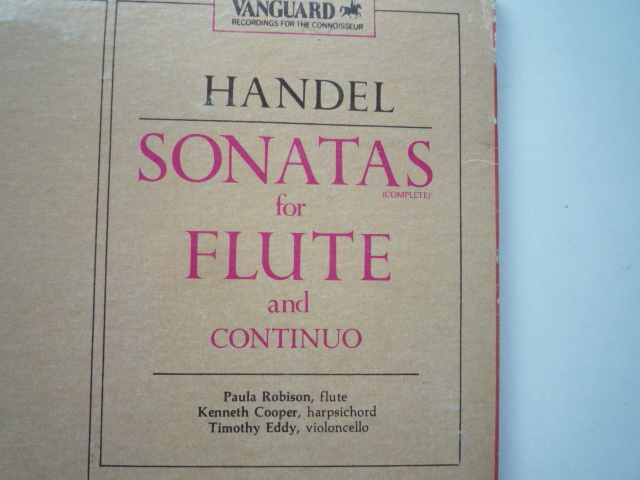 VANGUARD
RECORDINGS FOR THE CONNOISSEUR
HANDEL
SONATAS
(COMPLETE)
for
FLUTE
and
CONTINUO
Paula Robison, flute
Kenneth Cooper, harpsichord
Timothy Eddy, violoncello